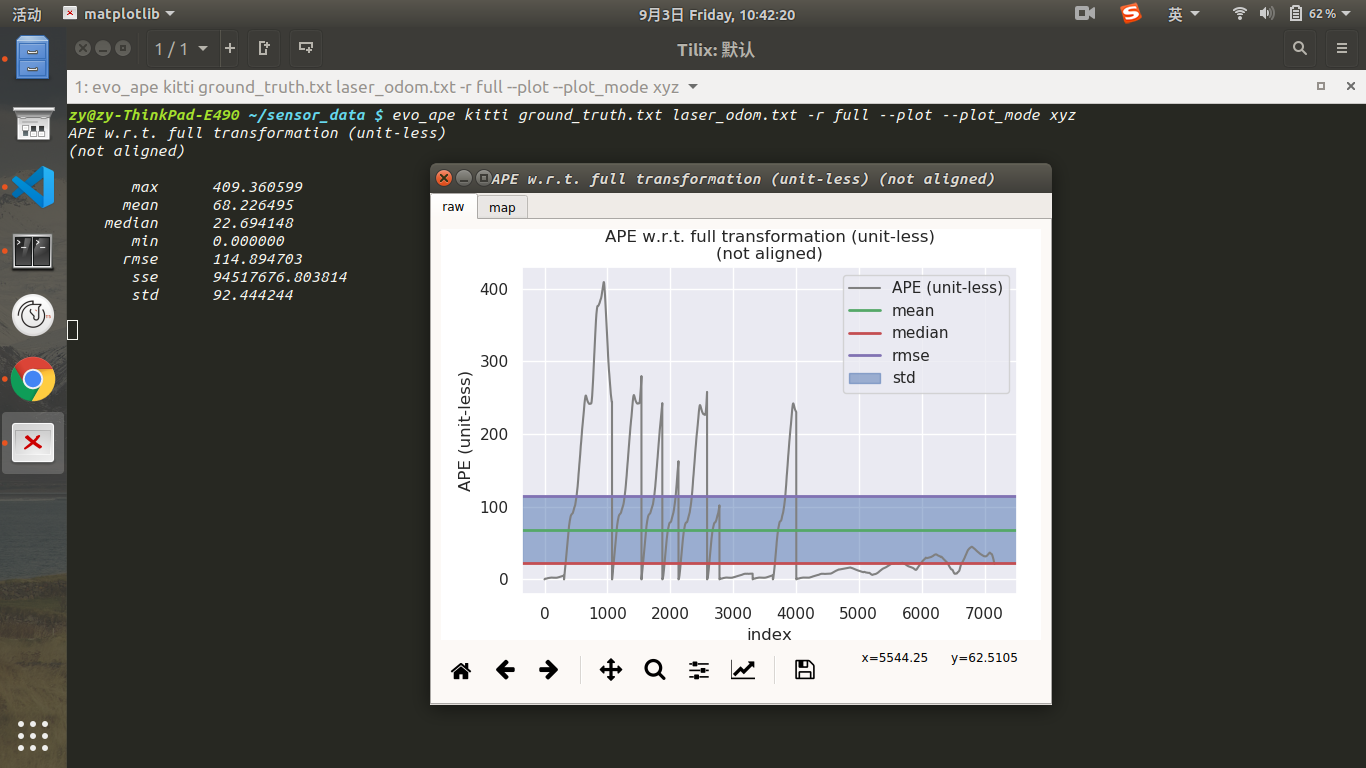 活动 matplotlib 9月3日 Friday, 10:42:20 英 62%
1 / 1 Tilix: 默认
1: evo_ape kitti ground_truth.txt laser_odom.txt -r full --plot --plot_mode xyz
zy@zy-ThinkPad-E490 ~/sensor_data $ evo_ape kitti ground_truth.txt laser_odom.txt -r full --plot --plot_mode xyz
APE w.r.t. full transformation (unit-less)
(not aligned)
max 409.360599
mean 68.226495
median 22.694148
min 0.000000
rmse 114.894703
sse 94517676.803814
std 92.444244
APE w.r.t. full transformation (unit-less) (not aligned)
raw map
APE w.r.t. full transformation (unit-less)
(not aligned)
APE (unit-less)
mean
median
rmse
std
400
300
200
100
0
APE (unit-less)
0 1000 2000 3000 4000 5000 6000 7000
index
x=5544.25 y=62.5105